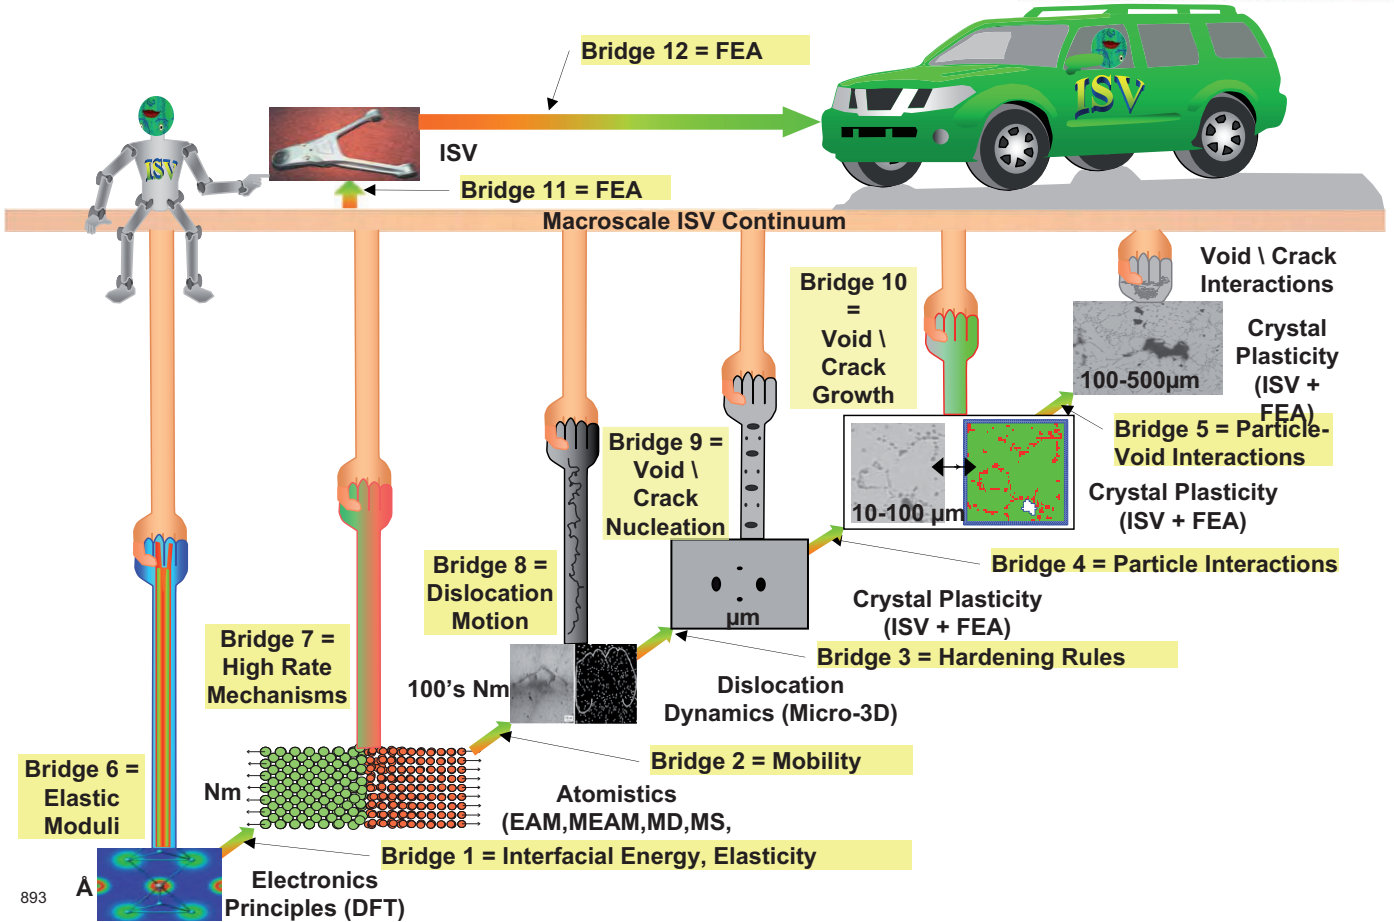 Bridge 12 = FEA
ISV
ISV
ISV
Bridge 11 = FEA
Macroscale ISV Continuum
Void \ Crack
Interactions
Bridge 10
=
Void \
Crack
Growth
Crystal
Plasticity
(ISV +
FEA)
100-500µm
Bridge 5 = Particle-
Void Interactions
Bridge 9 =
Void \
Crack
Nucleation
10-100 µm
Crystal Plasticity
(ISV + FEA)
Bridge 4 = Particle Interactions
Bridge 8 =
Dislocation
Motion
µm
Crystal Plasticity
(ISV + FEA)
Bridge 3 = Hardening Rules
Bridge 7 =
High Rate
Mechanisms
100’s Nm
Dislocation
Dynamics (Micro-3D)
Bridge 2 = Mobility
Bridge 6 =
Elastic
Moduli
Nm
Atomistics
(EAM,MEAM,MD,MS,
Bridge 1 = Interfacial Energy, Elasticity
Å
Electronics
Principles (DFT)
893